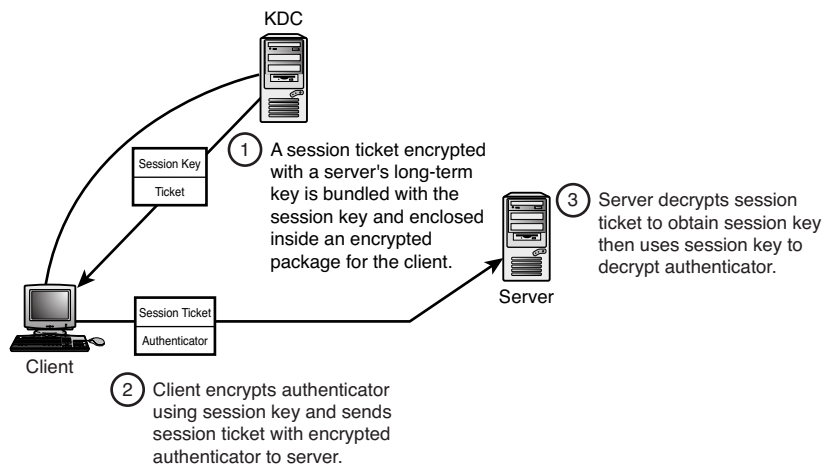 KDC
Session Key
Ticket
1
A session ticket encrypted
with a server's long-term
key is bundled with the
session key and enclosed
inside an encrypted
package for the client.
3
Server decrypts session
ticket to obtain session key
then uses session key to
decrypt authenticator.
Server
Session Ticket
Authenticator
Client
2
Client encrypts authenticator
using session key and sends
session ticket with encrypted
authenticator to server.